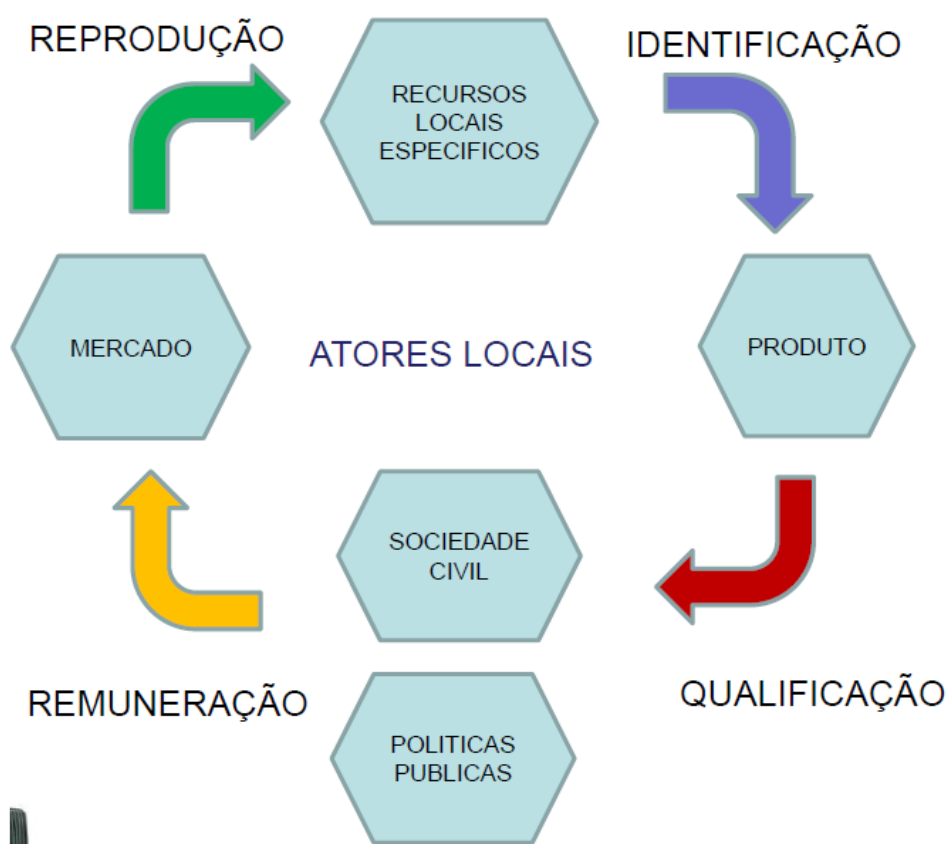 REPRODUÇÃO
IDENTIFICAÇÃO
RECURSOS
LOCAIS
ESPECIFICOS
MERCADO
ATORES LOCAIS
PRODUTO
SOCIEDADE
CIVIL
REMUNERAÇÃO
QUALIFICAÇÃO
POLITICAS
PUBLICAS